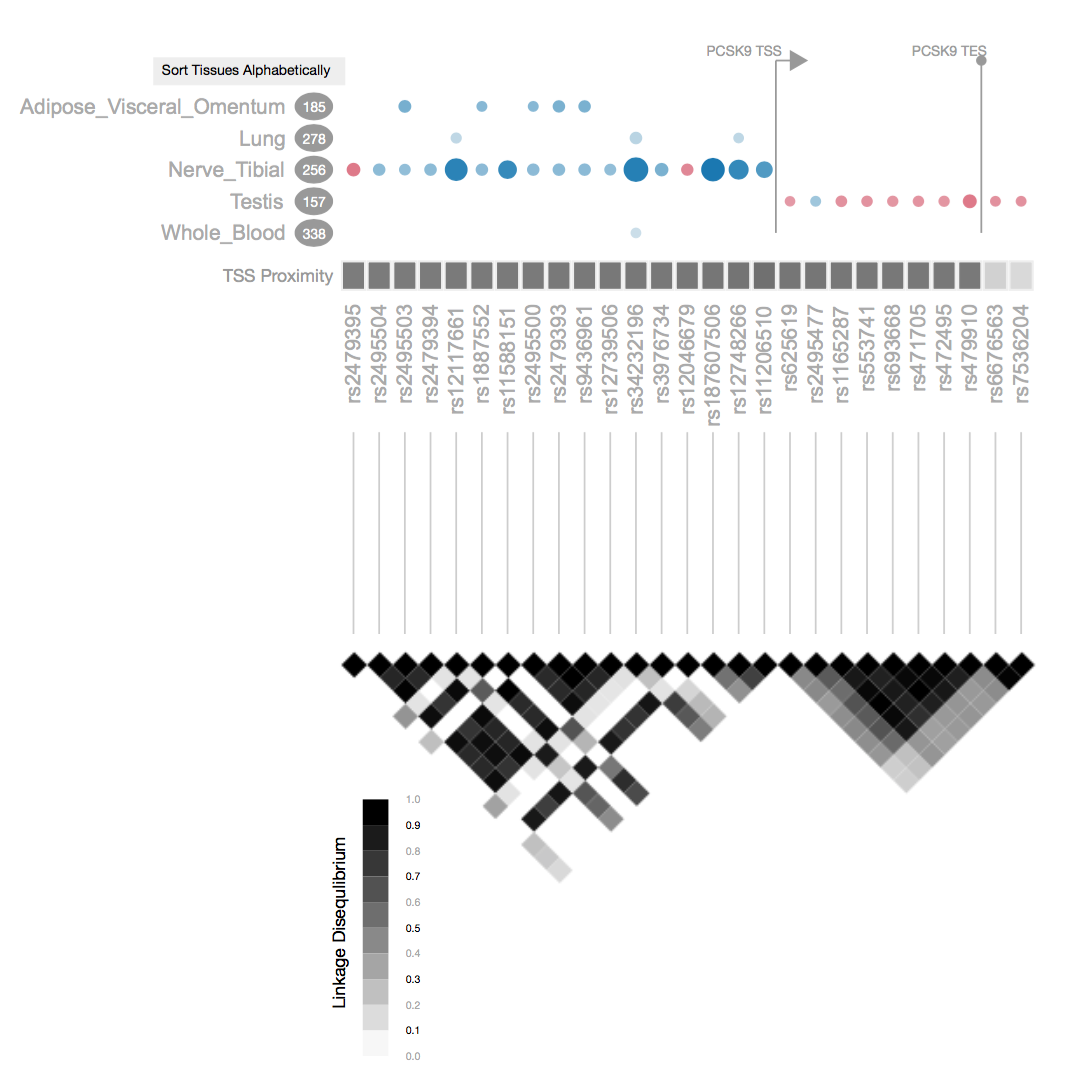 PCSK9 TSS
PCSK9 TES
Sort Tissues Alphabetically
Adipose_Visceral_Omentum 185
Lung 278
Nerve_Tibial 256
Testis 157
Whole_Blood 338
TSS Proximity
rs2479395
rs2495504
rs2495503
rs2479394
rs12117661
rs1887552
rs11588151
rs2495500
rs2479393
rs9436961
rs12739506
rs34232196
rs3976734
rs12046679
rs187607506
rs12748266
rs11206510
rs625619
rs2495477
rs1165287
rs553741
rs693668
rs471705
rs472495
rs479910
rs6676563
rs7536204
Linkage Disequlibrium
1.0
0.9
0.8
0.7
0.6
0.5
0.4
0.3
0.2
0.1
0.0